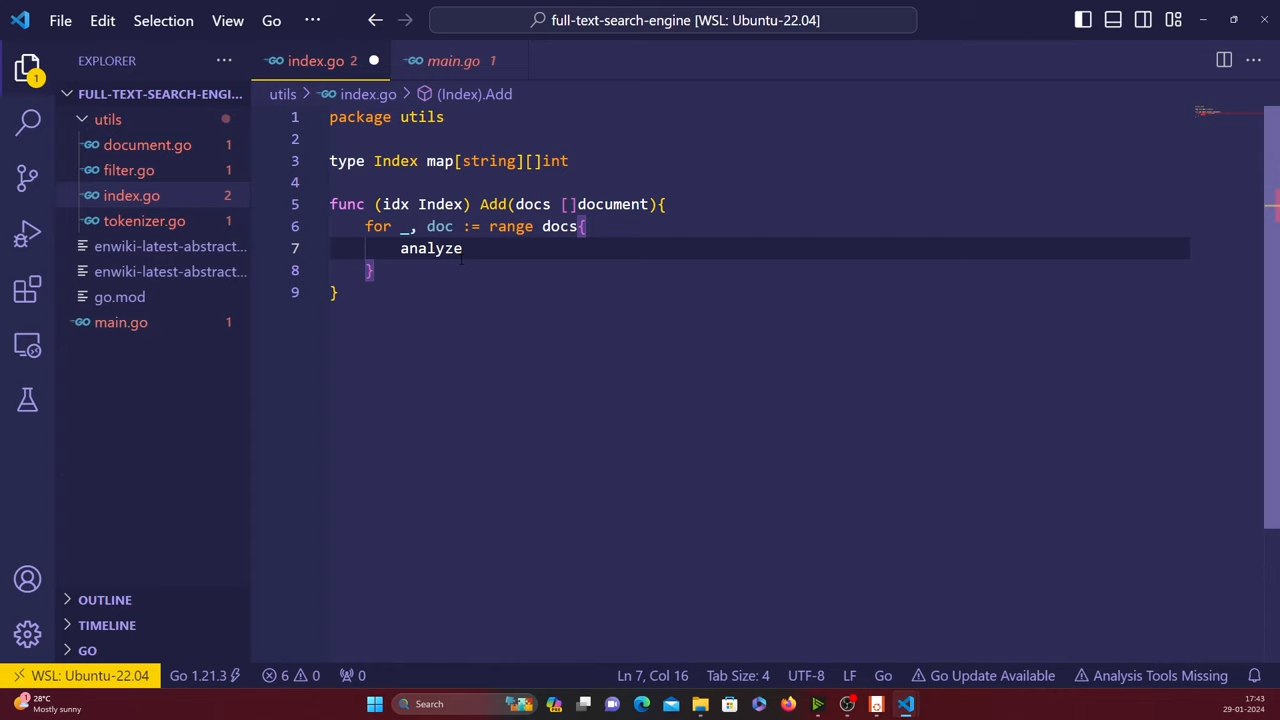 File Edit Selection View Go ··· full-text-search-engine [WSL: Ubuntu-22.04]
EXPLORER ···
index.go 2 main.go 1
FULL-TEXT-SEARCH-ENGI...
utils
document.go 1
filter.go 1
index.go 2
tokenizer.go 1
enwiki-latest-abstract...
enwiki-latest-abstract...
go.mod
main.go 1
OUTLINE
TIMELINE
GO
1
utils > index.go > (Index).Add
1 package utils
2
3 type Index map[string][]int
4
5 func (idx Index) Add(docs []document){
6 for _, doc := range docs{
7 analyze
8 }
9 }
WSL: Ubuntu-22.04 Go 1.21.3 6 0 0 Ln 7, Col 16 Tab Size: 4 UTF-8 LF Go Go Update Available Analysis Tools Missing
28°C
Mostly sunny
Search
17:43
29-01-2024